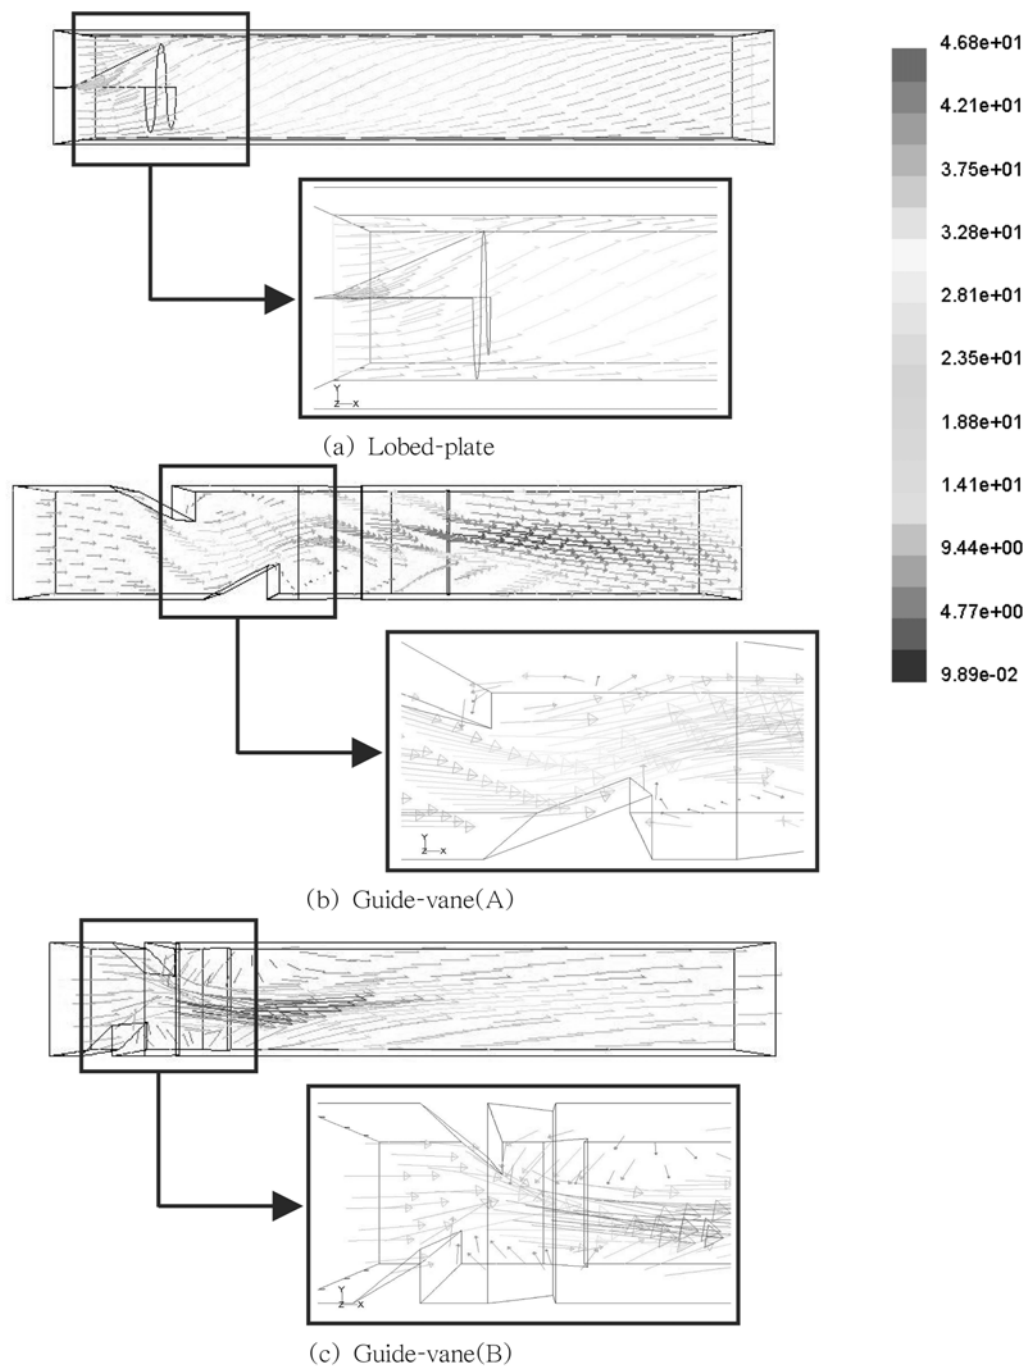 4.68e+01
4.21e+01
3.75e+01
3.28e+01
2.81e+01
2.35e+01
1.88e+01
1.41e+01
9.44e+00
4.77e+00
9.89e-02
Y
Z X
(a) Lobed-plate
Y
Z X
(b) Guide-vane(A)
Y
Z X
(c) Guide-vane(B)